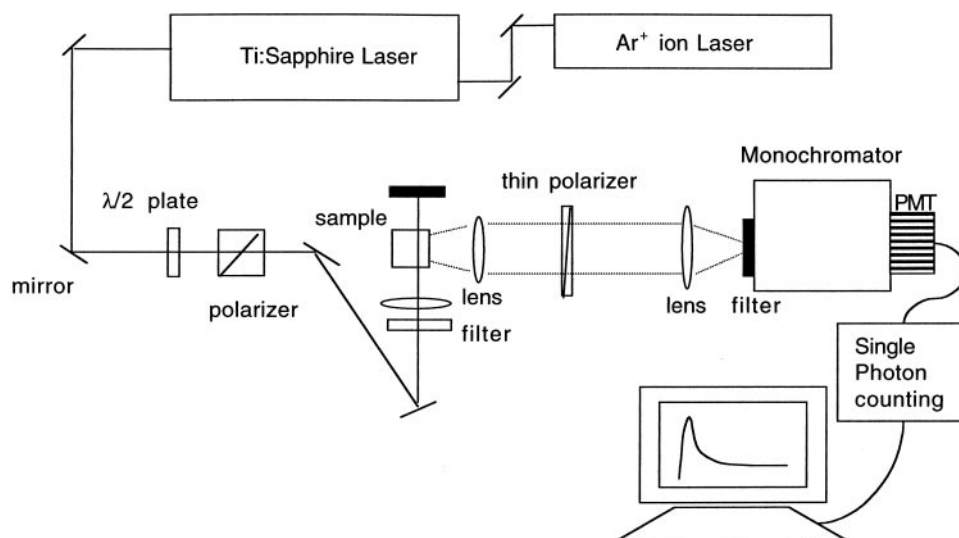 Ti:Sapphire Laser
Ar+ ion Laser
Monochromator
thin polarizer
PMT
λ/2 plate
sample
mirror
polarizer
lens
filter
lens
filter
Single
Photon
counting